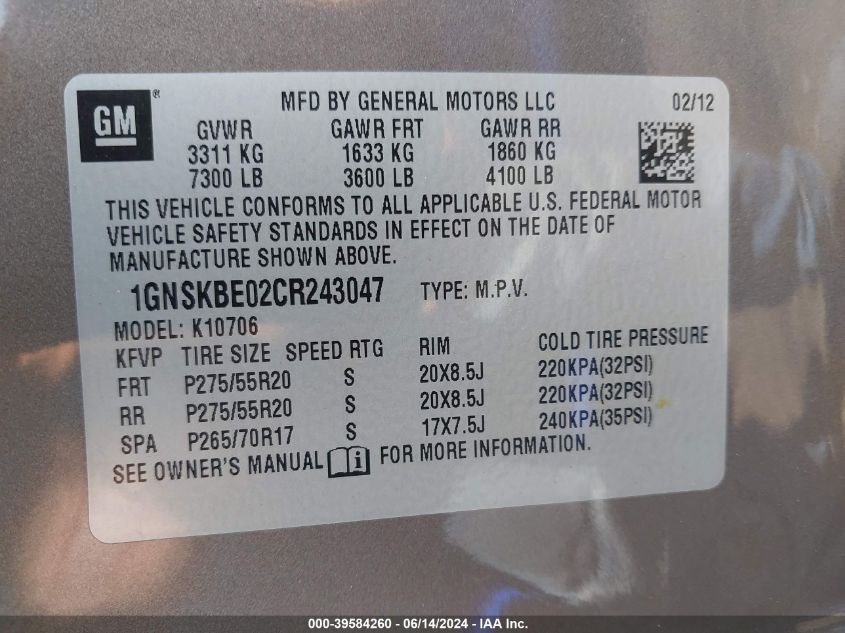 GM ® MFD BY GENERAL MOTORS LLC 02/12
GVWR GAWR FRT GAWR RR
3311 KG 1633 KG 1860 KG
7300 LB 3600 LB 4100 LB
THIS VEHICLE CONFORMS TO ALL APPLICABLE U.S. FEDERAL MOTOR
VEHICLE SAFETY STANDARDS IN EFFECT ON THE DATE OF
MANUFACTURE SHOWN ABOVE.
1GNSKBE02CR243047 TYPE: M.P.V.
MODEL: K10706
KFVP TIRE SIZE SPEED RTG RIM COLD TIRE PRESSURE
FRT P275/55R20 S 20X8.5J 220KPA(32PSI)
RR P275/55R20 S 20X8.5J 220KPA(32PSI)
SPA P265/70R17 S 17X7.5J 240KPA(35PSI)
SEE OWNER'S MANUAL i FOR MORE INFORMATION.
000-39584260 - 06/14/2024 - IAA Inc.